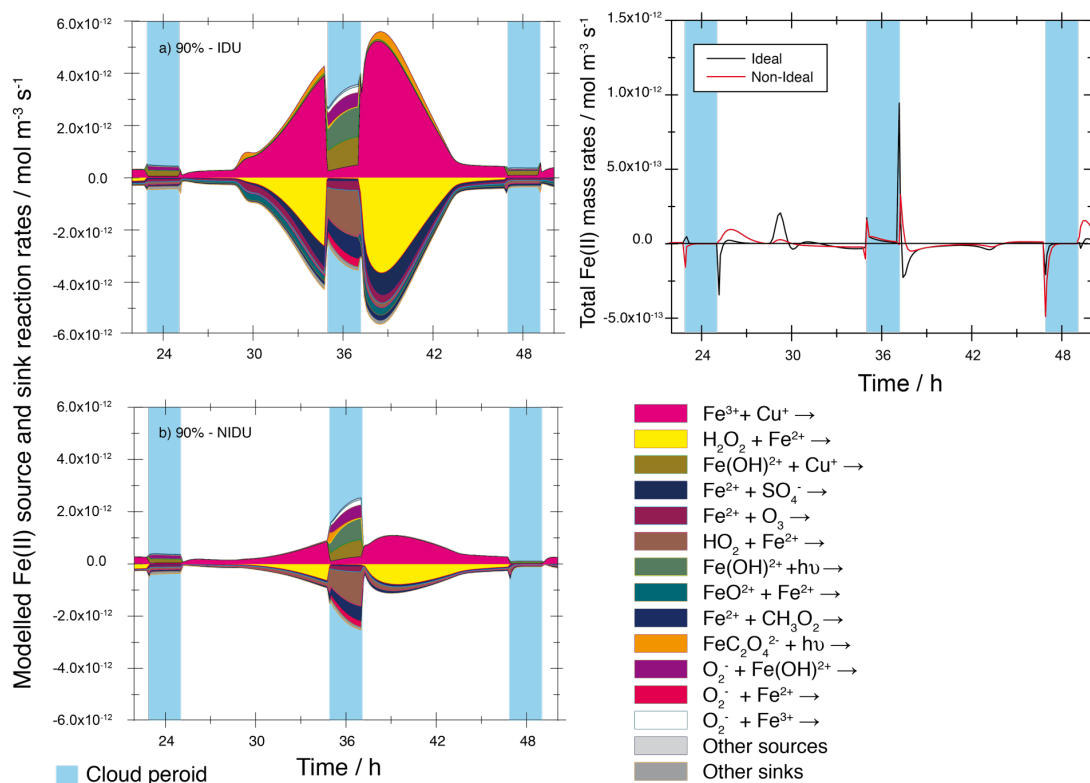 Modelled Fe(II) source and sink reaction rates / mol m⁻³ s⁻¹
a) 90% - IDU
6.0x10⁻¹²
4.0x10⁻¹²
2.0x10⁻¹²
0.0
-2.0x10⁻¹²
-4.0x10⁻¹²
-6.0x10⁻¹²
24 30 36 42 48
Total Fe(II) mass rates / mol m⁻³ s⁻¹
1.5x10⁻¹²
1.0x10⁻¹²
5.0x10⁻¹³
0.0
-5.0x10⁻¹³
Ideal
Non-Ideal
24 30 36 42 48
Time / h
b) 90% - NIDU
6.0x10⁻¹²
4.0x10⁻¹²
2.0x10⁻¹²
0.0
-2.0x10⁻¹²
-4.0x10⁻¹²
-6.0x10⁻¹²
24 30 36 42 48
Time / h
Cloud peroid
Fe³⁺+ Cu⁺ →
H₂O₂ + Fe²⁺ →
Fe(OH)²⁺ + Cu⁺ →
Fe²⁺ + SO₄⁻ →
Fe²⁺ + O₃ →
HO₂ + Fe²⁺ →
Fe(OH)²⁺ +hυ →
FeO²⁺ + Fe²⁺ →
Fe²⁺ + CH₃O₂ →
FeC₂O₄²⁻ + hυ →
O₂⁻ + Fe(OH)²⁺ →
O₂⁻ + Fe²⁺ →
O₂⁻ + Fe³⁺ →
Other sources
Other sinks